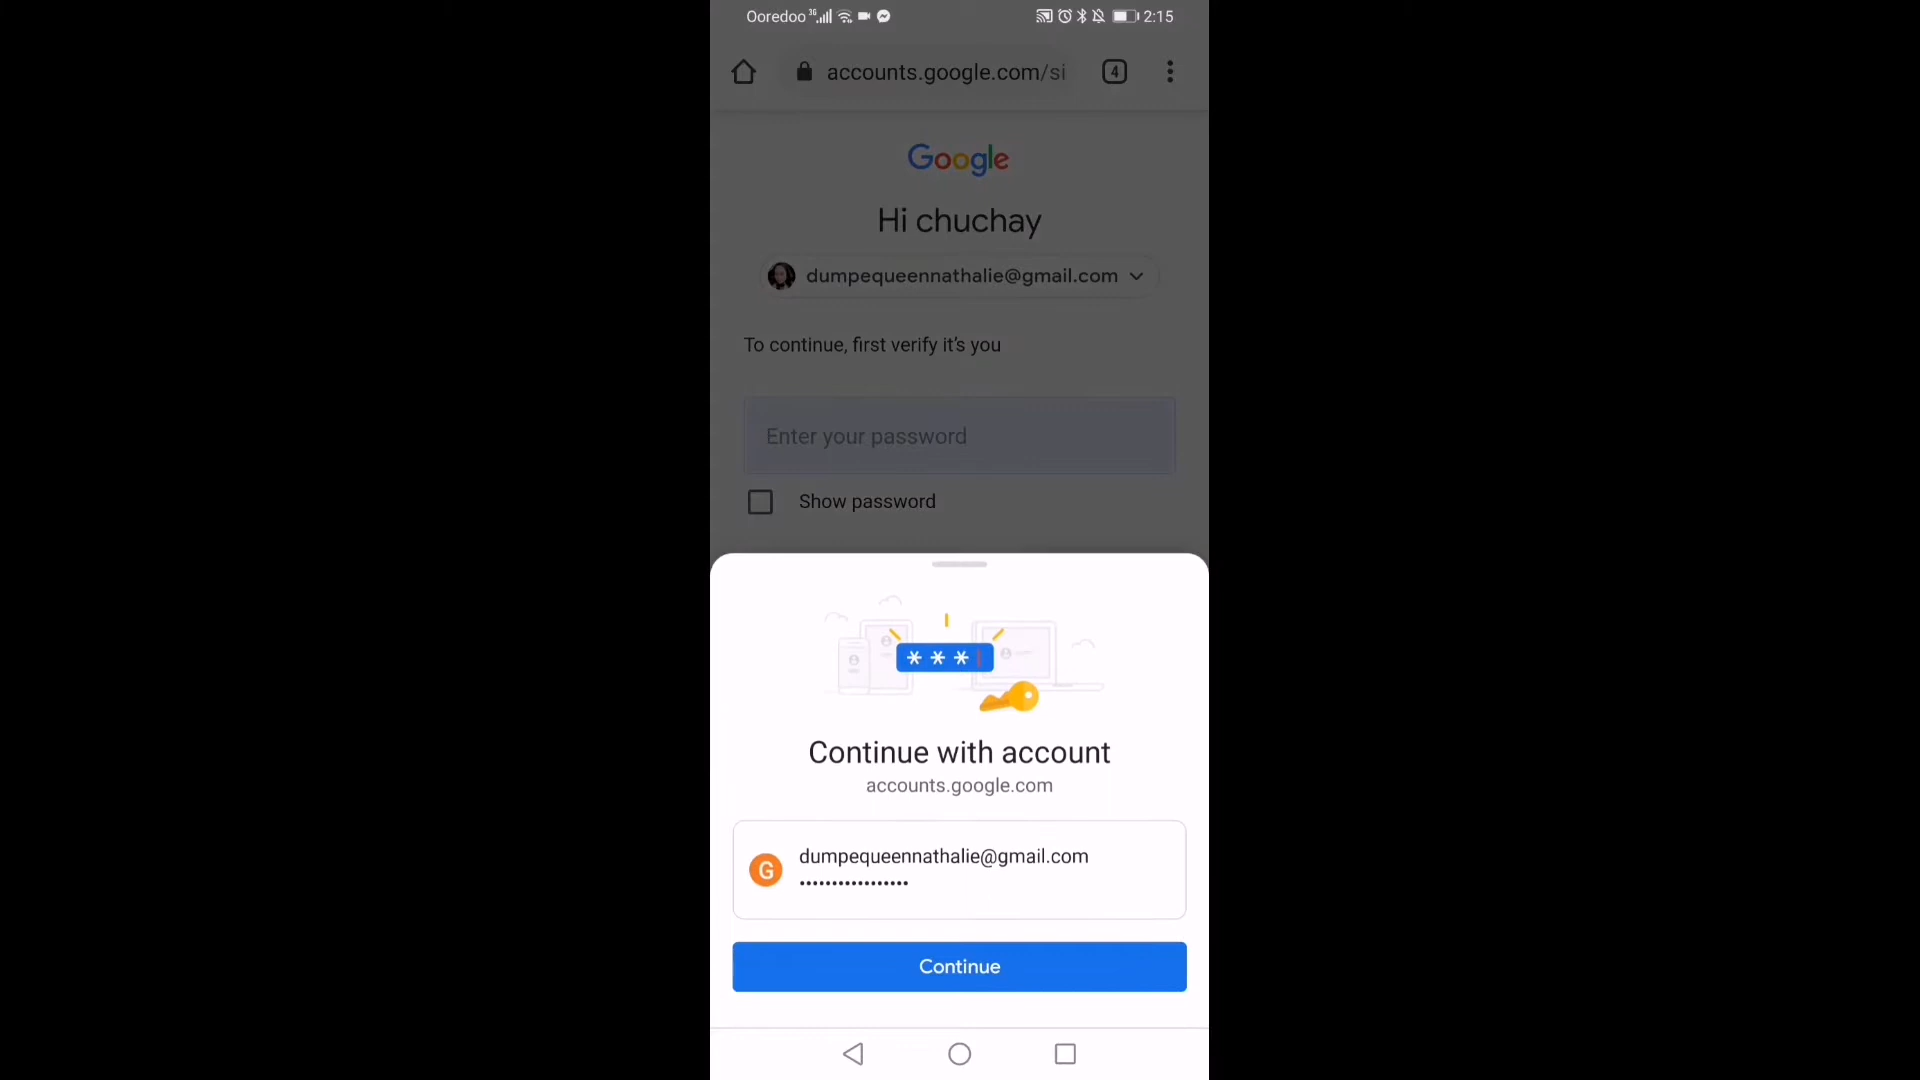 Ooredoo 3G 2:15
accounts.google.com/si 4
Google
Hi chuchay
dumpequeennathalie@gmail.com
To continue, first verify it's you
Enter your password
Show password
***
Continue with account
accounts.google.com
G dumpequeennathalie@gmail.com
•••••••••••••••••
Continue